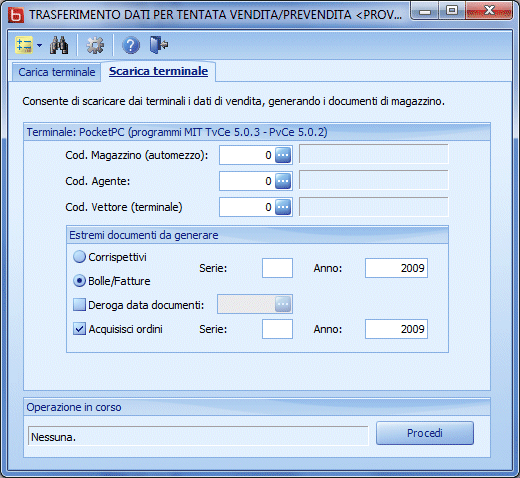 TRASFERIMENTO DATI PER TENTATA VENDITA/PREVENDITA <PROV...
Carica terminale Scarica terminale
Consente di scaricare dai terminali i dati di vendita, generando i documenti di magazzino.
Terminale: PocketPC (programmi MIT TvCe 5.0.3 - PvCe 5.0.2)
Cod. Magazzino (automezzo): 0 ...
Cod. Agente: 0 ...
Cod. Vettore (terminale) 0 ...
Estremi documenti da generare
Corrispettivi
Serie: Anno: 2009
Bolle/Fatture
Deroga data documenti: ...
Acquisisci ordini Serie: Anno: 2009
Operazione in corso
Nessuna. Procedi